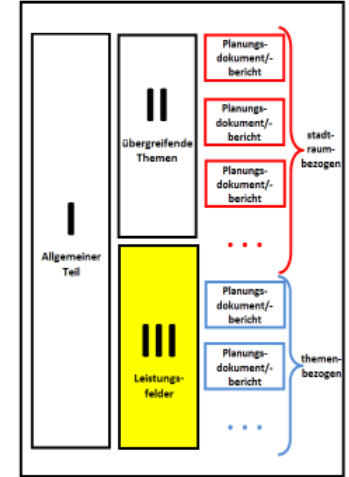 I
Allgemeiner
Teil
II
übergreifende
Themen
III
Leistungs-
felder
Planungs-
dokument/-
bericht
Planungs-
dokument/-
bericht
Planungs-
dokument/-
bericht
...
stadt-
raum-
bezogen
Planungs-
dokument/-
bericht
Planungs-
dokument/-
bericht
...
themen-
bezogen